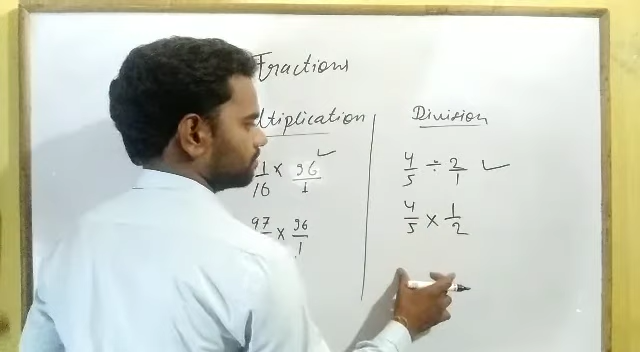 Fractions
ltiplication
1/16 × 96/1 ✓
97 × 96/1
Division
4/5 ÷ 2/1 ✓
4/5 × 1/2